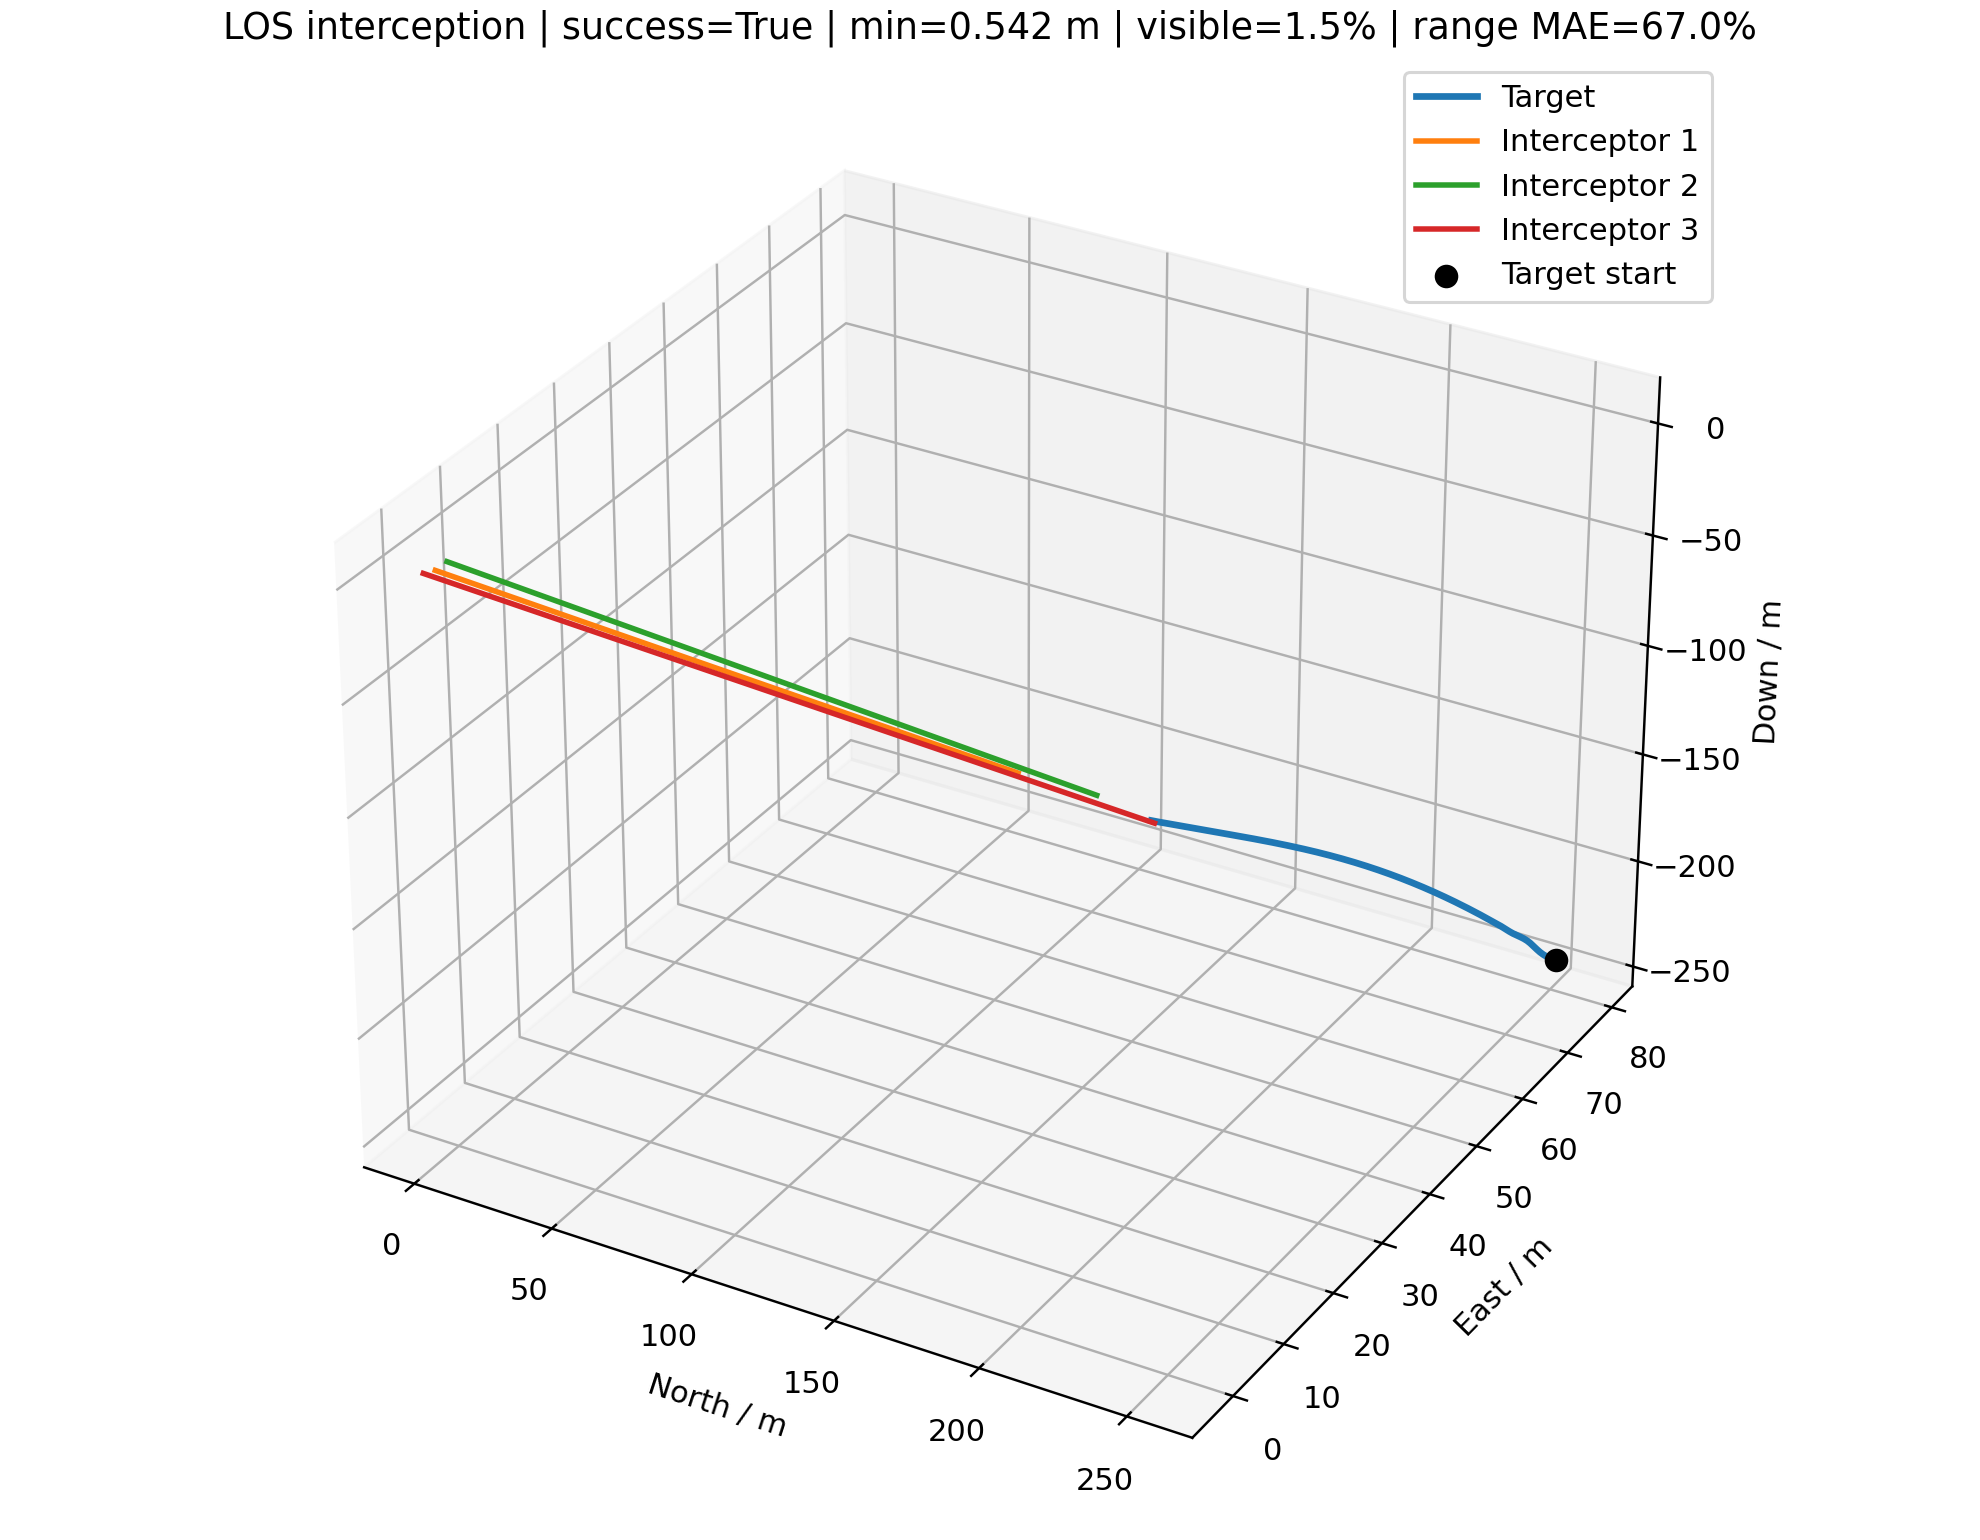 LOS interception | success=True | min=0.542 m | visible=1.5% | range MAE=67.0%
Target
Interceptor 1
Interceptor 2
Interceptor 3
Target start
0
−50
−100
−150
−200
−250
Down / m
80
70
60
50
40
30
20
10
0
East / m
0
50
100
150
200
250
North / m